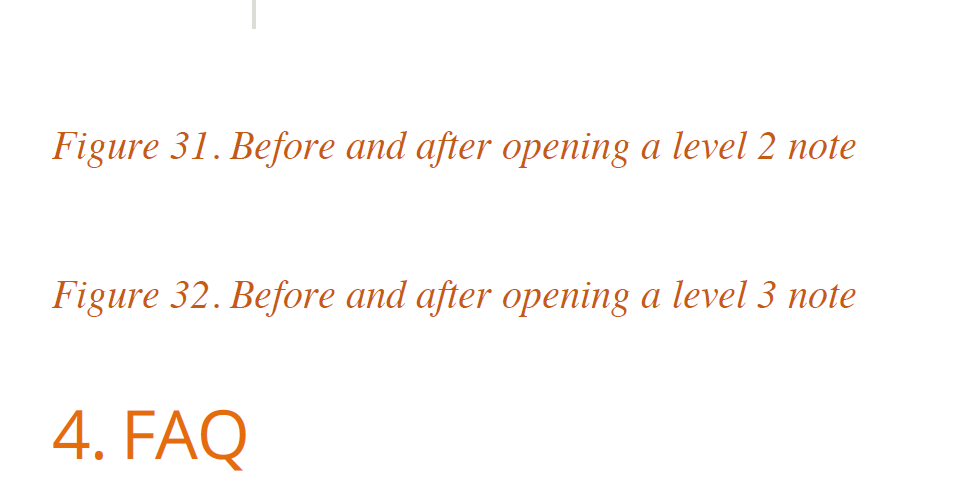 Figure 31. Before and after opening a level 2 note
Figure 32. Before and after opening a level 3 note
4. FAQ